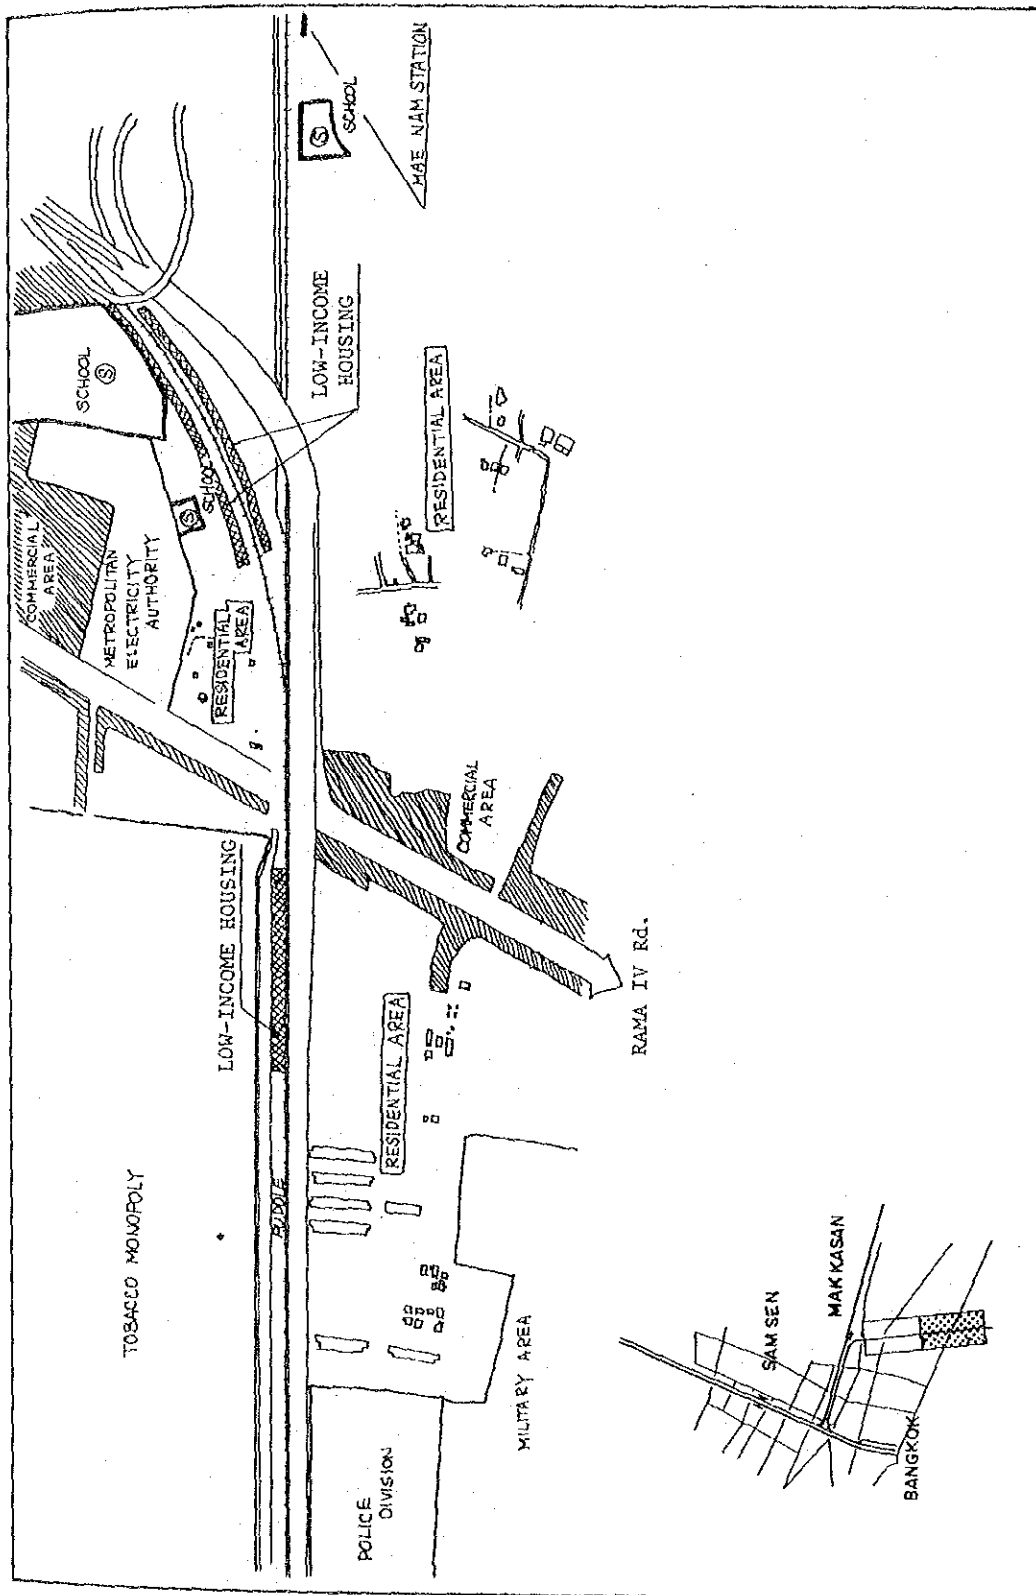 TOBACCO MONOPOLY
LOW-INCOME HOUSING
PUDDLE
POLICE
DIVISION
MILITARY AREA
RESIDENTIAL AREA
RAMA IV Rd.
COMMERCIAL
AREA
COMMERCIAL
AREA
METROPOLITAN
ELECTRICITY
AUTHORITY
RESIDENTIAL
AREA
S
SCHOOL
SCHOOL
S
LOW-INCOME
HOUSING
RESIDENTIAL AREA
S
SCHOOL
MAE NAM STATION
SAM SEN
MAKKASAN
BANGKOK